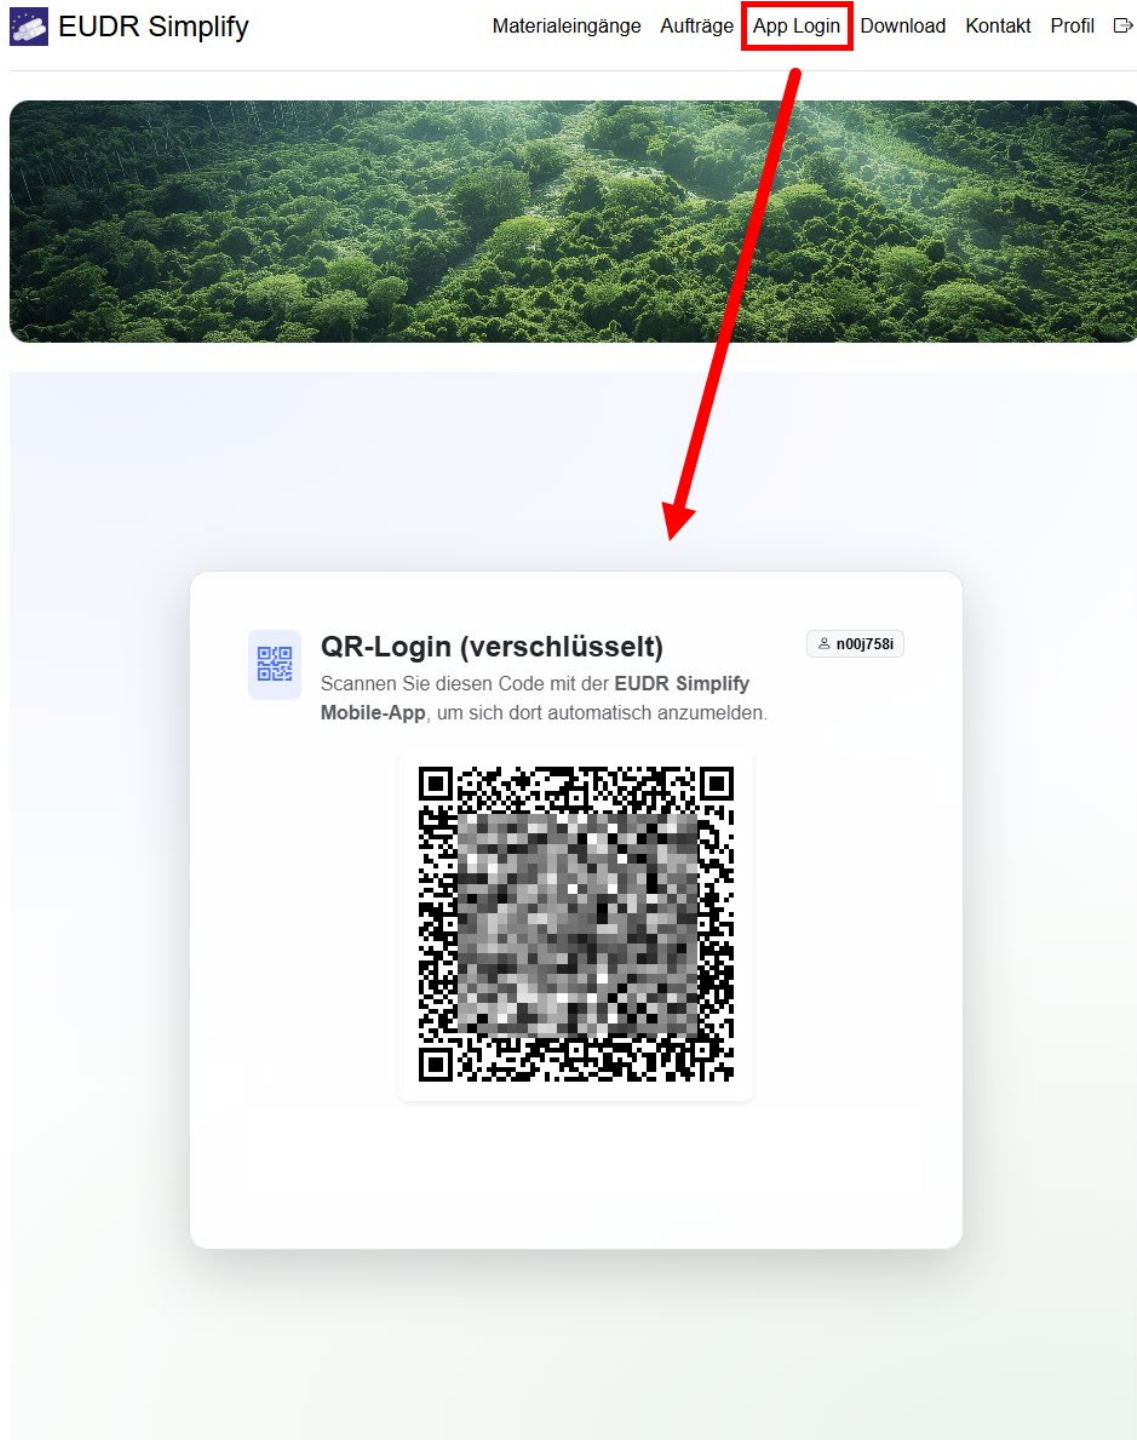 EUDR Simplify
Materialeingänge Aufträge App Login Download Kontakt Profil
QR-Login (verschlüsselt)
n00j758i
Scannen Sie diesen Code mit der EUDR Simplify
Mobile-App, um sich dort automatisch anzumelden.